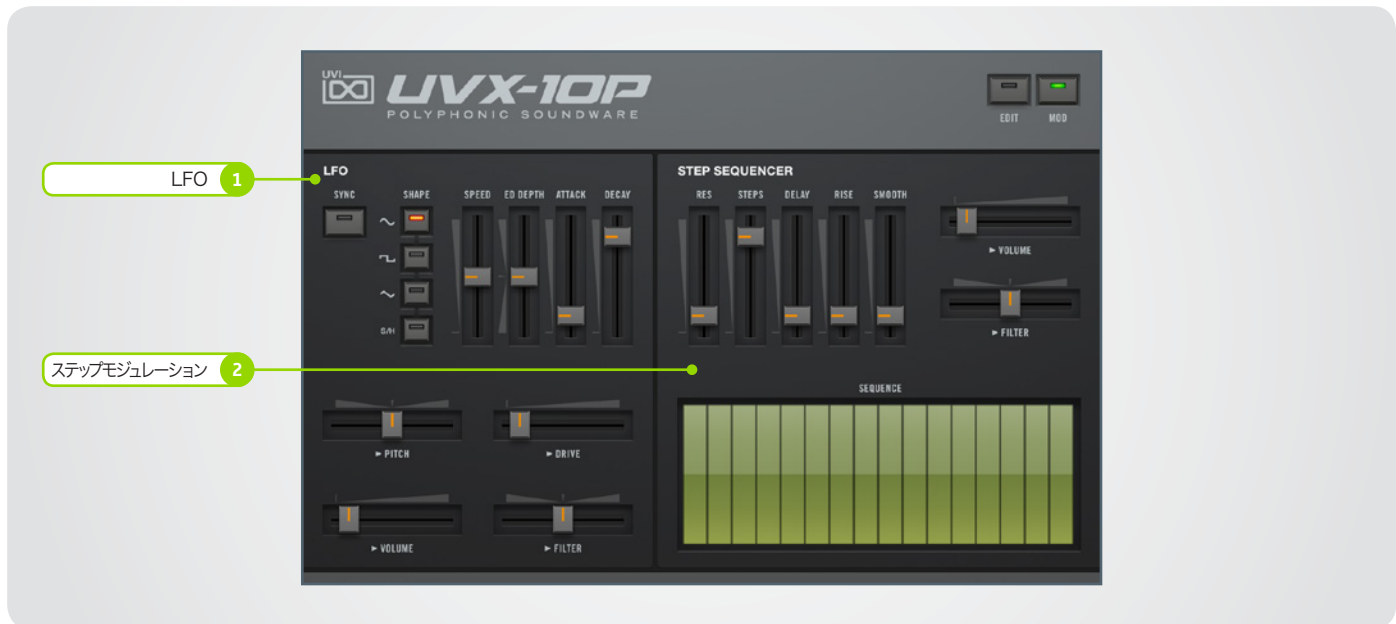 UVI
UVX-10P
POLYPHONIC SOUNDWARE
EDIT MOD
LFO 1
LFO
SYNC SHAPE SPEED ED DEPTH ATTACK DECAY
S/H
STEP SEQUENCER
RES STEPS DELAY RISE SMOOTH
► VOLUME
► FILTER
ステップモジュレーション 2
SEQUENCE
► PITCH ► DRIVE
► VOLUME ► FILTER